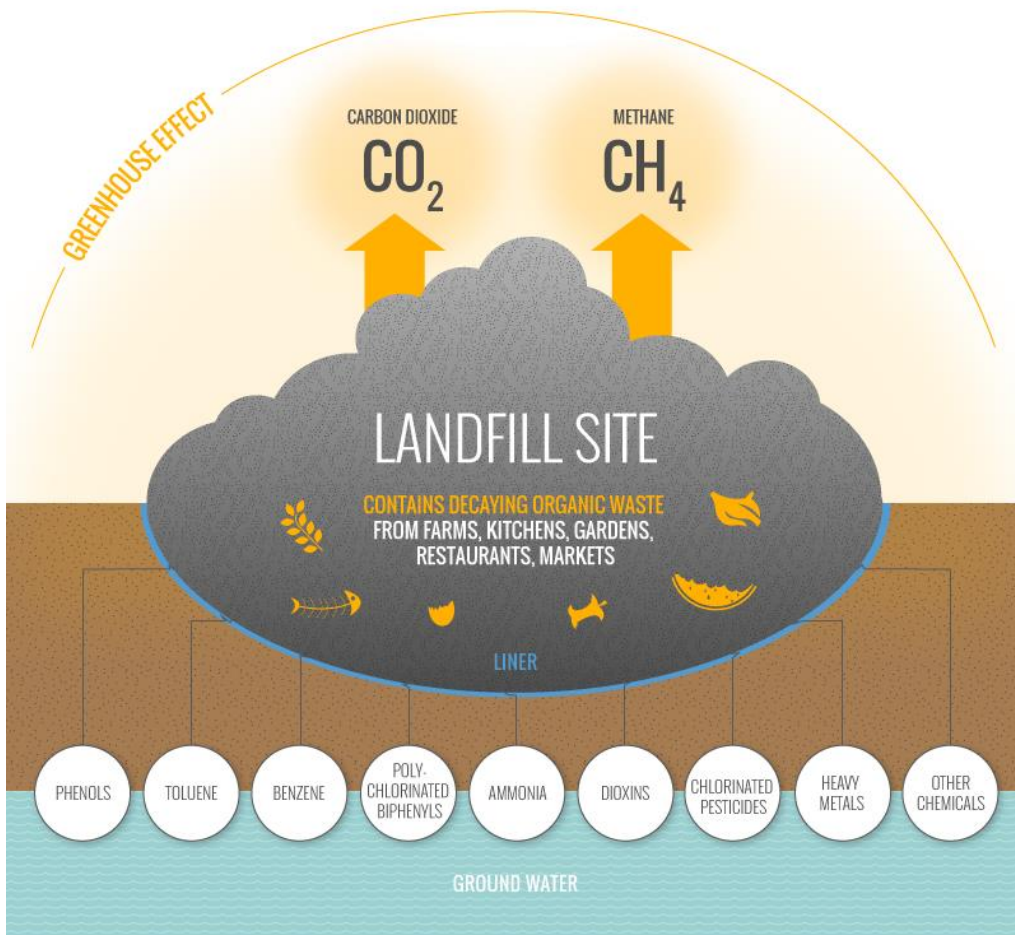 GREENHOUSE EFFECT
CARBON DIOXIDE
CO₂
METHANE
CH₄
LANDFILL SITE
CONTAINS DECAYING ORGANIC WASTE
FROM FARMS, KITCHENS, GARDENS,
RESTAURANTS, MARKETS
LINER
PHENOLS
TOLUENE
BENZENE
POLY-
CHLORINATED
BIPHENYLS
AMMONIA
DIOXINS
CHLORINATED
PESTICIDES
HEAVY
METALS
OTHER
CHEMICALS
GROUND WATER